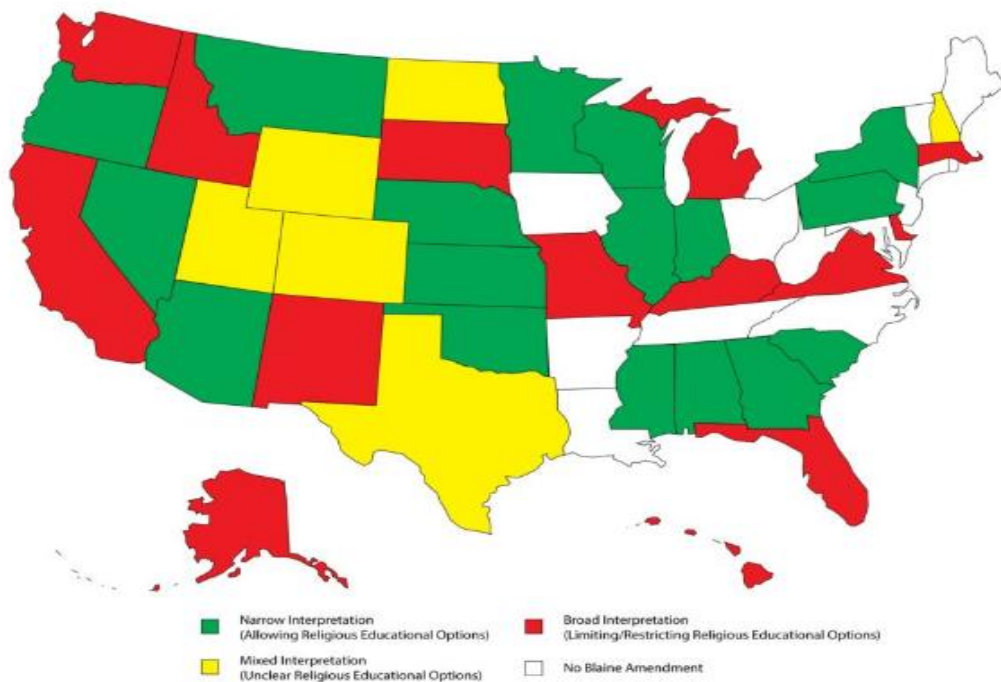 Narrow Interpretation
(Allowing Religious Educational Options)
Mixed Interpretation
(Unclear Religious Educational Options)
Broad Interpretation
(Limiting/Restricting Religious Educational Options)
No Blaine Amendment